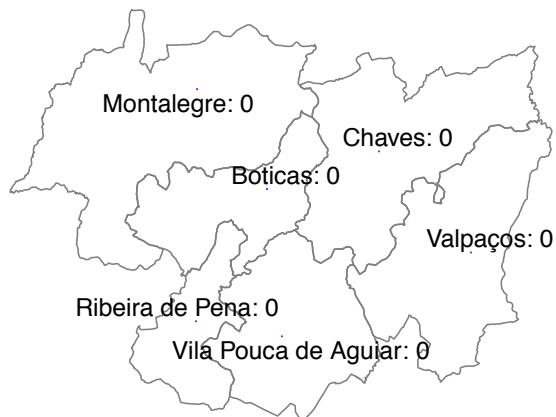 Montalegre: 0
Chaves: 0
Boticas: 0
Valpaços: 0
Ribeira de Pena: 0
Vila Pouca de Aguiar: 0